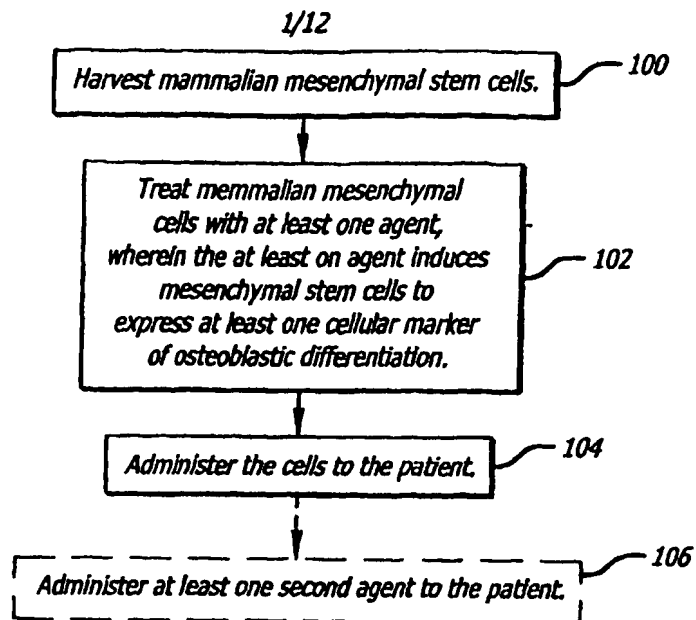 1/12
Harvest mammalian mesenchymal stem cells.
100
Treat memmalian mesenchymal
cells with at least one agent,
wherein the at least on agent induces
mesenchymal stem cells to
express at least one cellular marker
of osteoblastic differentiation.
102
Administer the cells to the patient.
104
Administer at least one second agent to the patient.
106